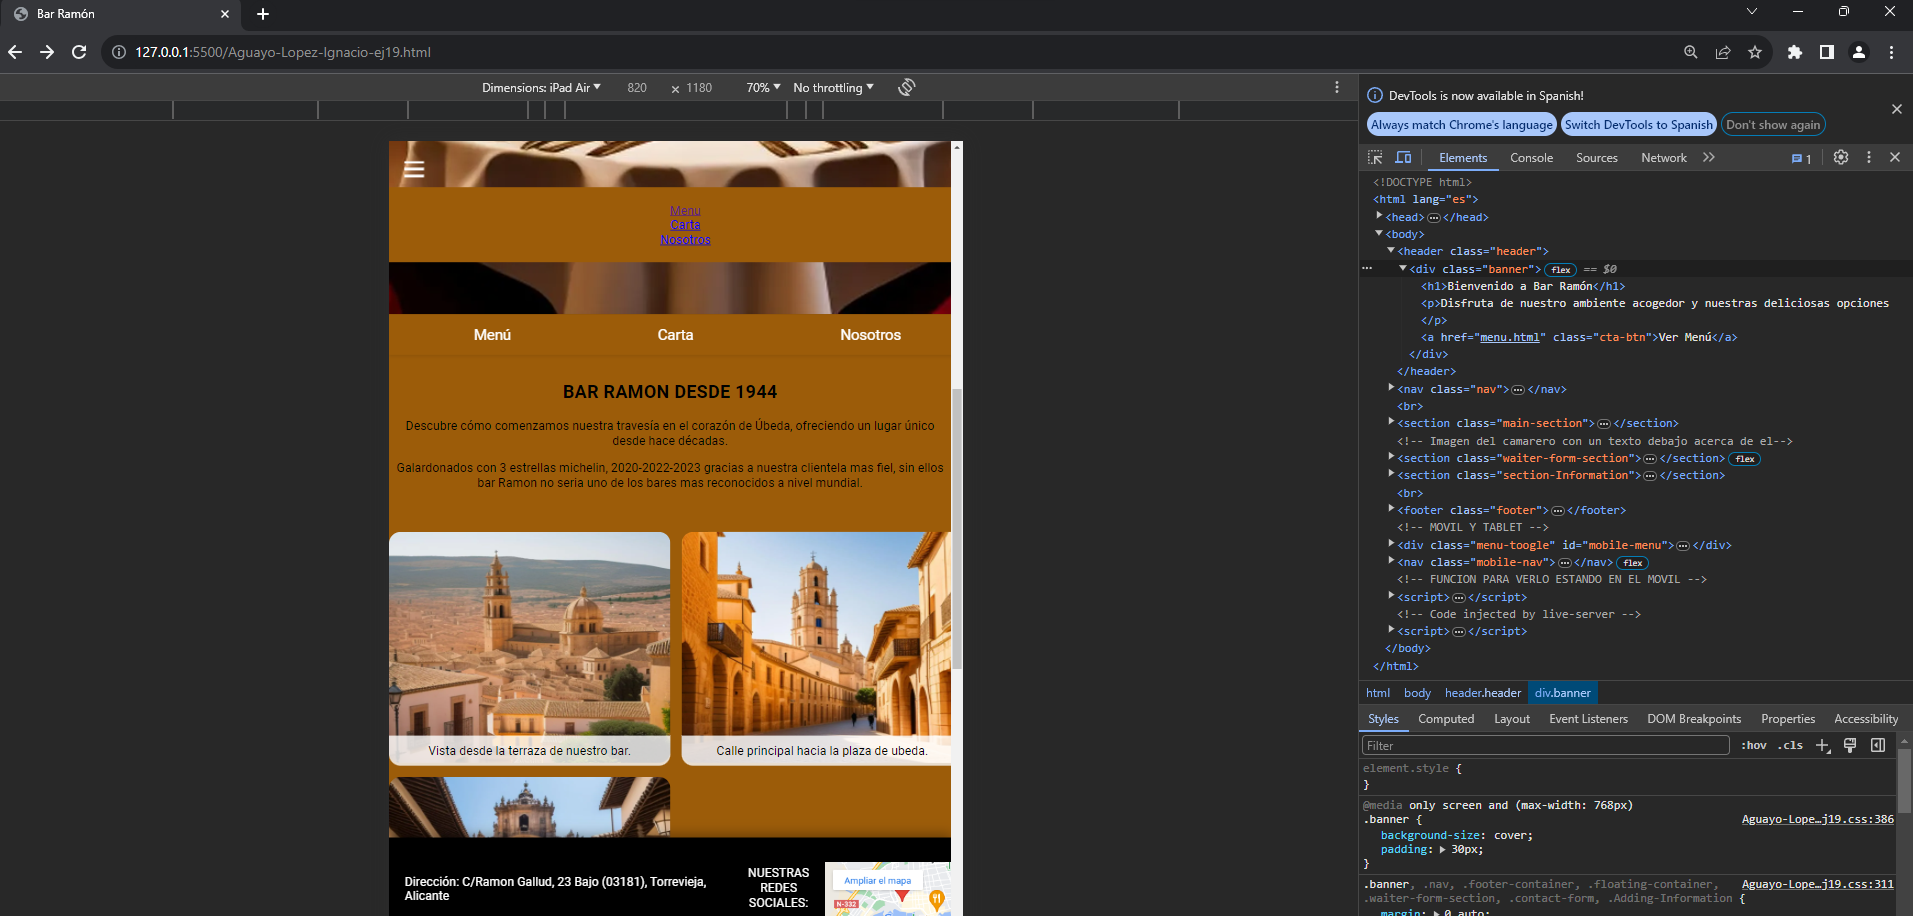 Bar Ramón
127.0.0.1:5500/Aguayo-Lopez-Ignacio-ej19.html
Dimensions: iPad Air 820 × 1180 70% No throttling
DevTools is now available in Spanish!
Always match Chrome's language Switch DevTools to Spanish Don't show again
Elements Console Sources Network 1
Menu
Carta
Nosotros
Menú Carta Nosotros
BAR RAMON DESDE 1944
Descubre cómo comenzamos nuestra travesía en el corazón de Úbeda, ofreciendo un lugar único
desde hace décadas.
Galardonados con 3 estrellas michelin, 2020-2022-2023 gracias a nuestra clientela mas fiel, sin ellos
bar Ramon no seria uno de los bares mas reconocidos a nivel mundial.
Vista desde la terraza de nuestro bar.
Calle principal hacia la plaza de ubeda.
Dirección: C/Ramon Gallud, 23 Bajo (03181), Torrevieja,
Alicante
NUESTRAS
REDES
SOCIALES:
Ampliar el mapa
N-332
<!DOCTYPE html>
<html lang="es">
<head> ... </head>
<body>
<header class="header">
... <div class="banner"> flex == $0
<h1>Bienvenido a Bar Ramón</h1>
<p>Disfruta de nuestro ambiente acogedor y nuestras deliciosas opciones
</p>
<a href="menu.html" class="cta-btn">Ver Menú</a>
</div>
</header>
<nav class="nav"> ... </nav>
<br>
<section class="main-section"> ... </section>
<!-- Imagen del camarero con un texto debajo acerca de el-->
<section class="waiter-form-section"> ... </section> flex
<section class="section-Information"> ... </section>
<br>
<footer class="footer"> ... </footer>
<!-- MOVIL Y TABLET -->
<div class="menu-toogle" id="mobile-menu"> ... </div>
<nav class="mobile-nav"> ... </nav> flex
<!-- FUNCION PARA VERLO ESTANDO EN EL MOVIL -->
<script> ... </script>
<!-- Code injected by live-server -->
<script> ... </script>
</body>
</html>
html body header.header div.banner
Styles Computed Layout Event Listeners DOM Breakpoints Properties Accessibility
Filter :hov .cls
element.style {
}
@media only screen and (max-width: 768px)
.banner { Aguayo-Lope…j19.css:386
background-size: cover;
padding: 30px;
}
.banner, .nav, .footer-container, .floating-container, Aguayo-Lope…j19.css:311
.waiter-form-section, .contact-form, .Adding-Information {
margin: 0 auto;